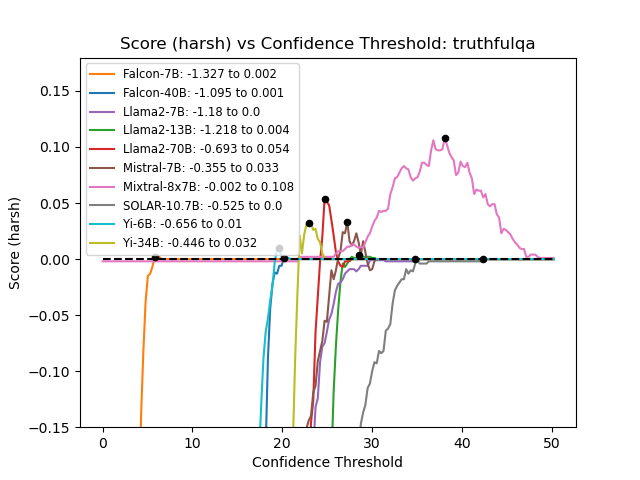 Score (harsh) vs Confidence Threshold: truthfulqa
Falcon-7B: -1.327 to 0.002
Falcon-40B: -1.095 to 0.001
Llama2-7B: -1.18 to 0.0
Llama2-13B: -1.218 to 0.004
Llama2-70B: -0.693 to 0.054
Mistral-7B: -0.355 to 0.033
Mixtral-8x7B: -0.002 to 0.108
SOLAR-10.7B: -0.525 to 0.0
Yi-6B: -0.656 to 0.01
Yi-34B: -0.446 to 0.032
Score (harsh)
0.15
0.10
0.05
0.00
−0.05
−0.10
−0.15
0 10 20 30 40 50
Confidence Threshold